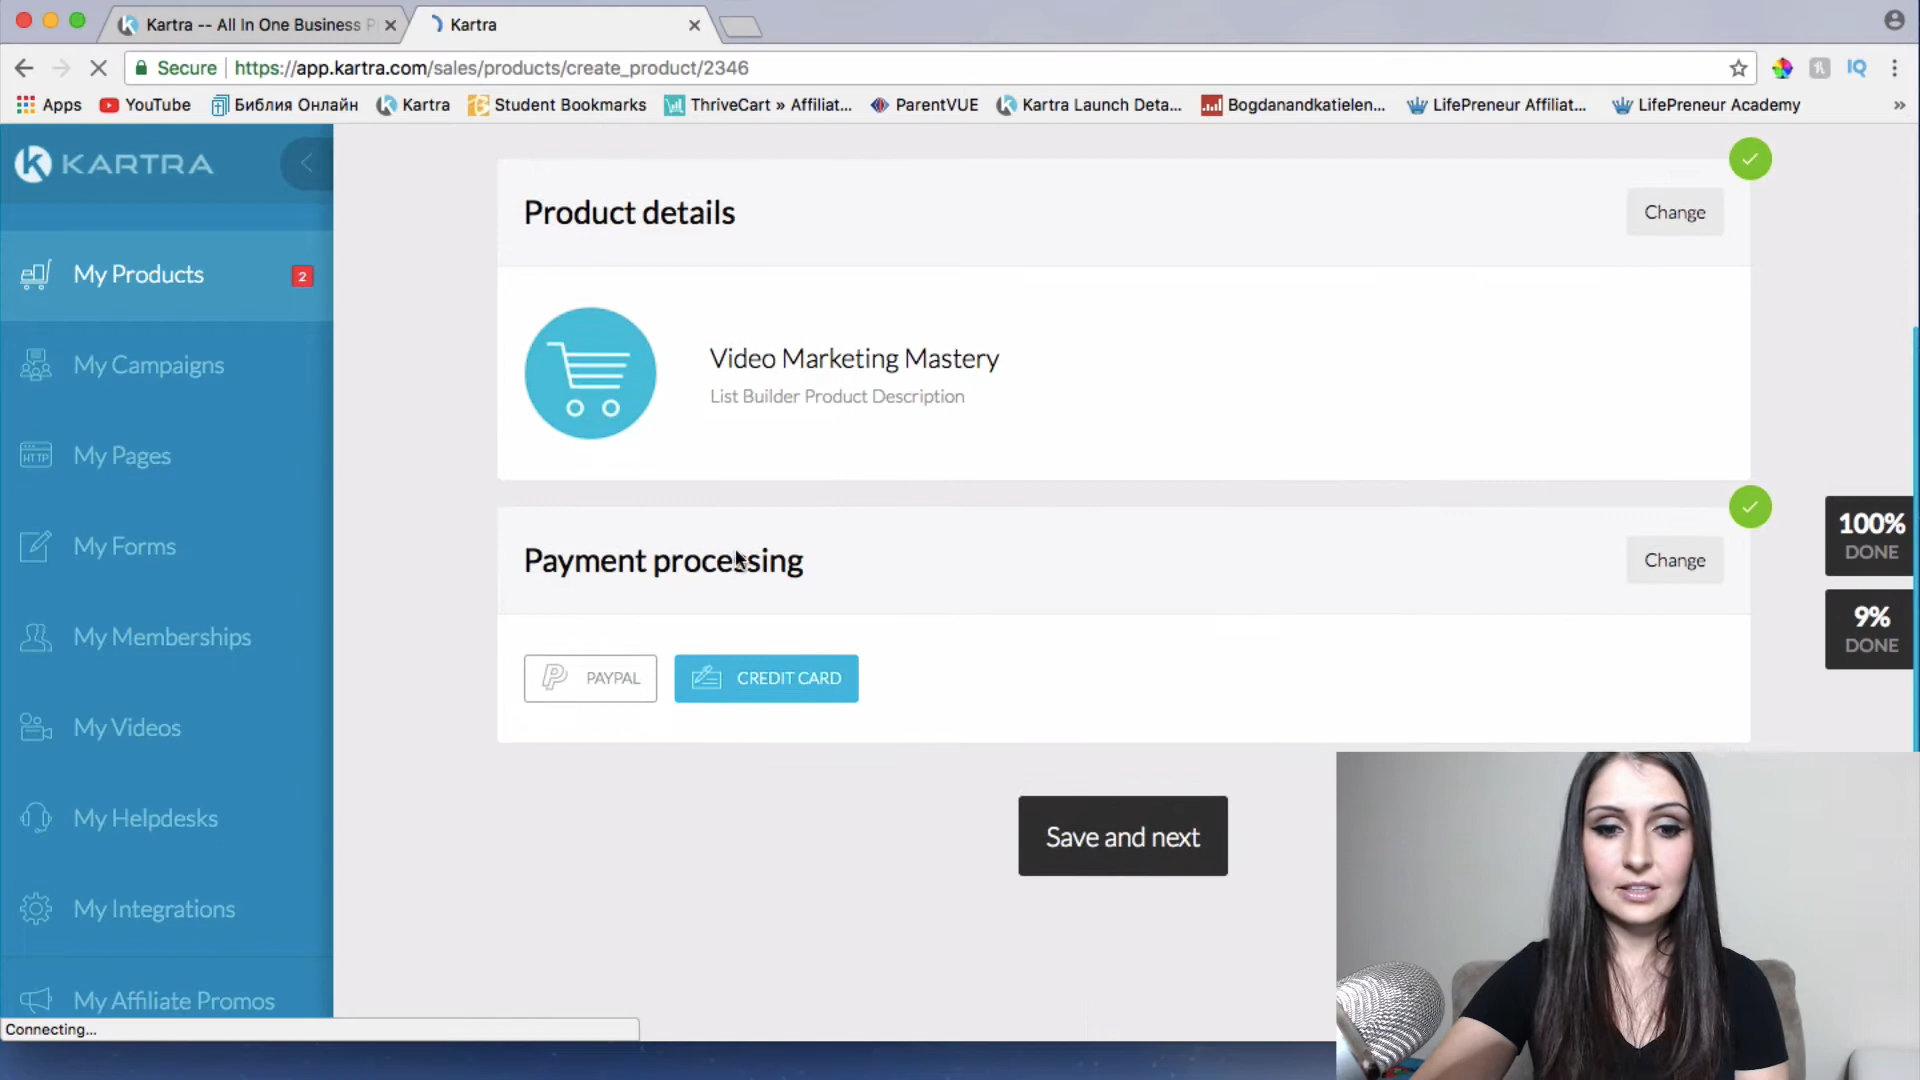 Kartra -- All In One Business P
Kartra
Secure
https://app.kartra.com/sales/products/create_product/2346
IQ
Apps
YouTube
Библия Онлайн
Kartra
Student Bookmarks
ThriveCart » Affiliat...
ParentVUE
Kartra Launch Deta...
Bogdanandkatielen...
LifePreneur Affiliat...
LifePreneur Academy
KARTRA
My Products
2
My Campaigns
HTTP
My Pages
My Forms
My Memberships
My Videos
My Helpdesks
My Integrations
My Affiliate Promos
Product details
Change
Video Marketing Mastery
List Builder Product Description
Payment processing
Change
PAYPAL
CREDIT CARD
Save and next
100%
DONE
9%
DONE
Connecting...